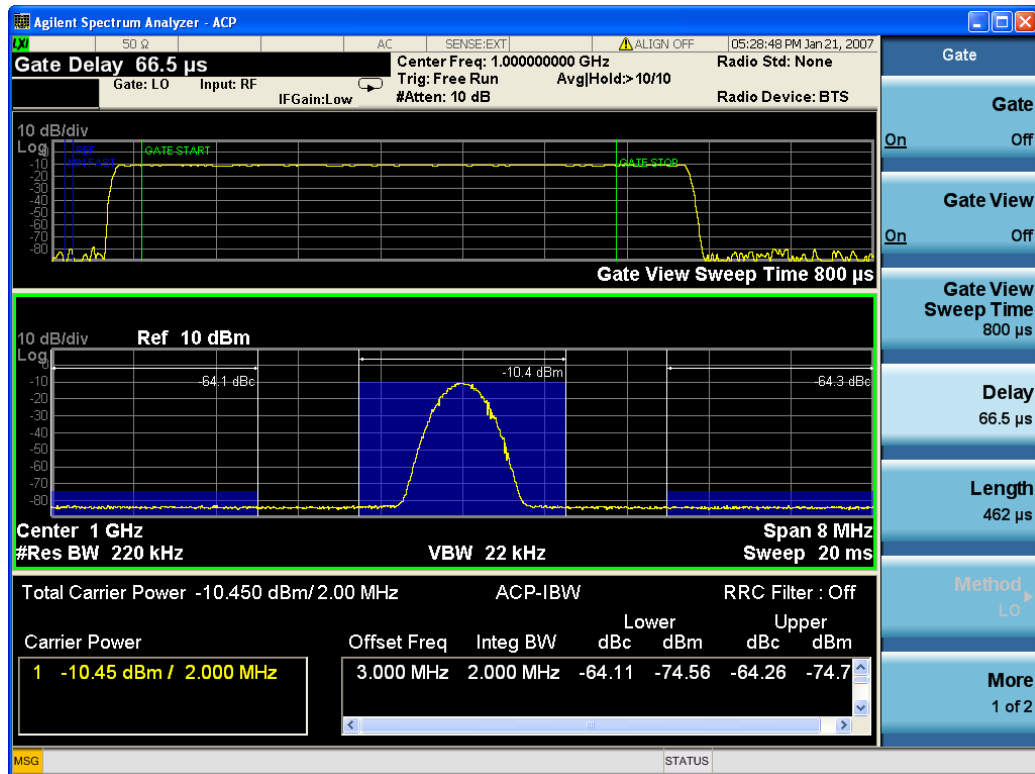 Agilent Spectrum Analyzer - ACP
LXI 50 Ω AC SENSE:EXT ALIGN OFF 05:28:48 PM Jan 21, 2007
Gate Delay 66.5 µs
Gate: LO Input: RF
IFGain:Low
Center Freq: 1.000000000 GHz
Trig: Free Run Avg|Hold:>10/10
#Atten: 10 dB
Radio Std: None
Radio Device: BTS
10 dB/div
Log
REF
GATE START
GATE STOP
-10
-20
-30
-40
-50
-60
-70
-80
Gate View Sweep Time 800 µs
10 dB/div Ref 10 dBm
Log
0
-10
-20
-30
-40
-50
-60
-70
-80
-64.1 dBc
-10.4 dBm
-64.3 dBc
Center 1 GHz Span 8 MHz
#Res BW 220 kHz VBW 22 kHz Sweep 20 ms
Total Carrier Power -10.450 dBm/ 2.00 MHz ACP-IBW RRC Filter : Off
Lower Upper
Carrier Power Offset Freq Integ BW dBc dBm dBc dBm
1 -10.45 dBm / 2.000 MHz 3.000 MHz 2.000 MHz -64.11 -74.56 -64.26 -74.7
MSG STATUS
Gate
Gate
On Off
Gate View
On Off
Gate View
Sweep Time
800 µs
Delay
66.5 µs
Length
462 µs
Method
LO
More
1 of 2